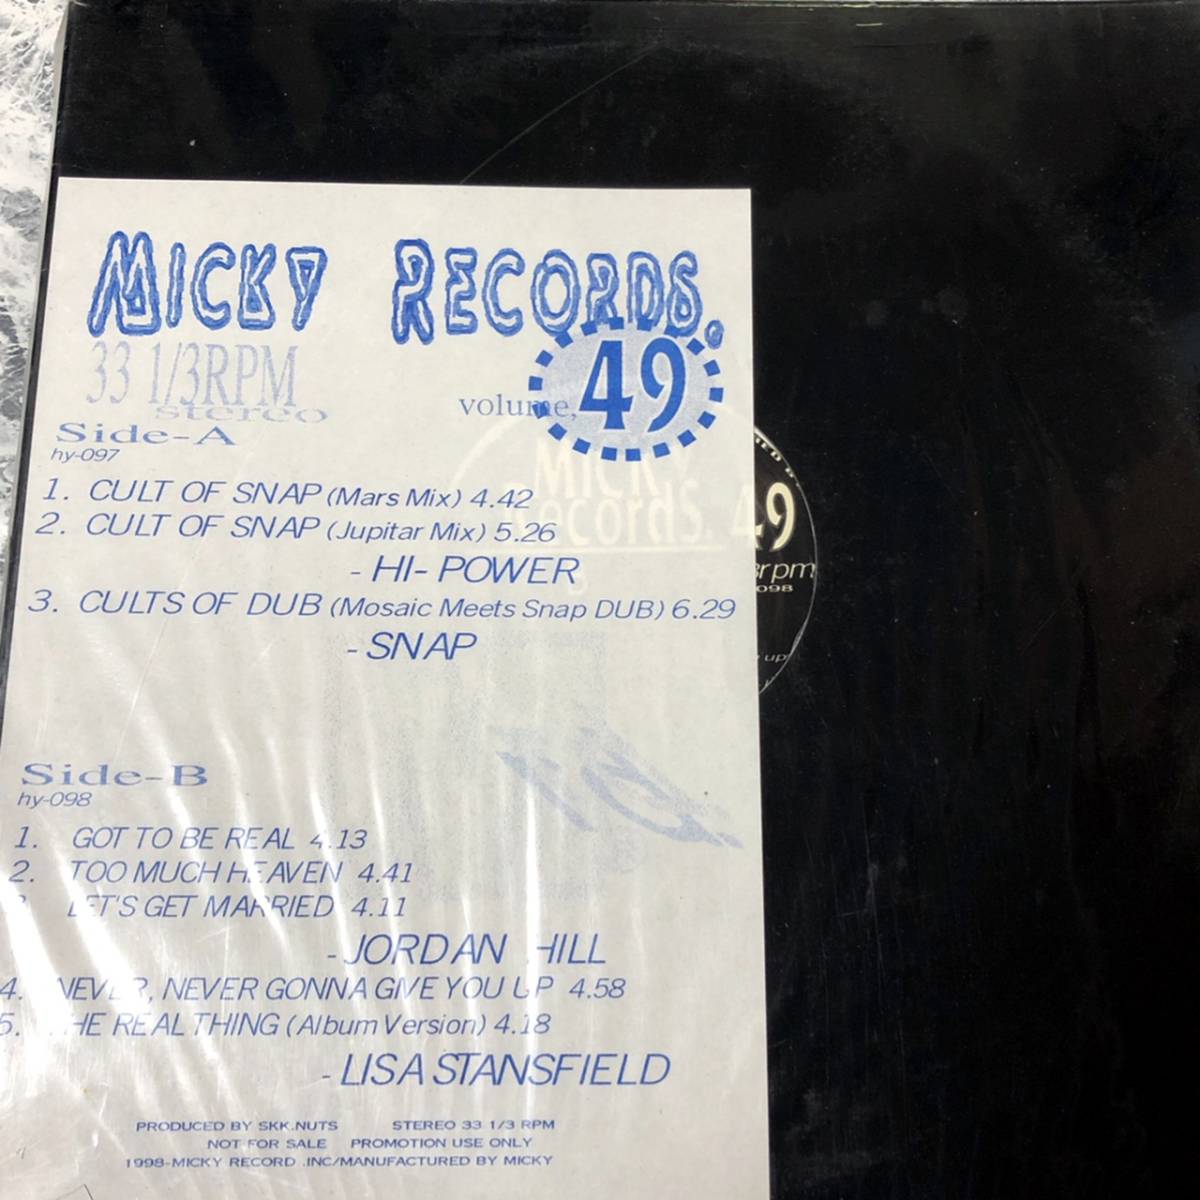 MICKY RECORDS.
33 1/3RPM
stereo
volume, 49
Side-A
hy-097
1. CULT OF SNAP (Mars Mix) 4.42
2. CULT OF SNAP (Jupitar Mix) 5.26
- HI-POWER
3. CULTS OF DUB (Mosaic Meets Snap DUB) 6.29
- SNAP
Side-B
hy-098
1. GOT TO BE REAL 4.13
2. TOO MUCH HEAVEN 4.41
3. LET'S GET MARRIED 4.11
- JORDAN HILL
4. NEVER, NEVER GONNA GIVE YOU UP 4.58
5. THE REAL THING (Album Version) 4.18
- LISA STANSFIELD
PRODUCED BY SKK.NUTS STEREO 33 1/3 RPM
NOT FOR SALE PROMOTION USE ONLY
1998-MICKY RECORD .INC/MANUFACTURED BY MICKY
MICKY
Records. 49
rpm
098
up